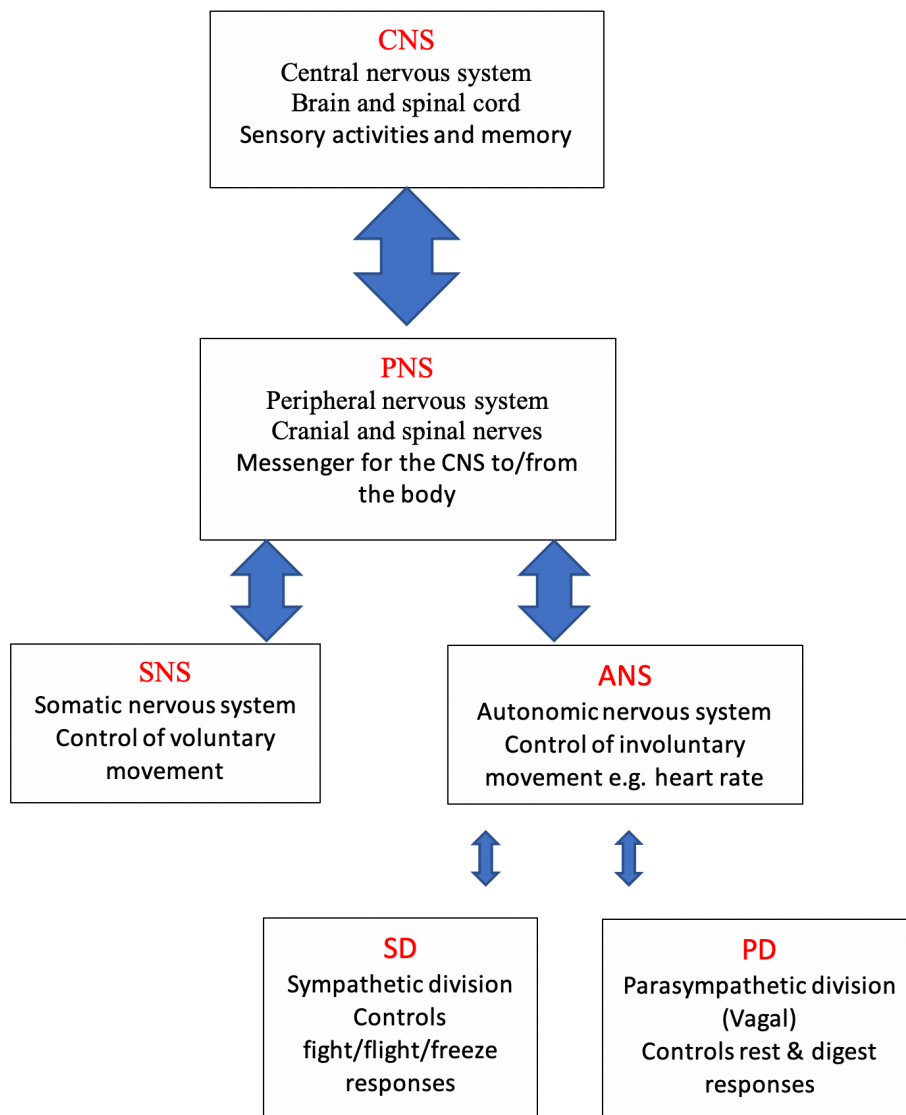 CNS
Central nervous system
Brain and spinal cord
Sensory activities and memory
PNS
Peripheral nervous system
Cranial and spinal nerves
Messenger for the CNS to/from
the body
SNS
Somatic nervous system
Control of voluntary
movement
ANS
Autonomic nervous system
Control of involuntary
movement e.g. heart rate
SD
Sympathetic division
Controls
fight/flight/freeze
responses
PD
Parasympathetic division
(Vagal)
Controls rest & digest
responses